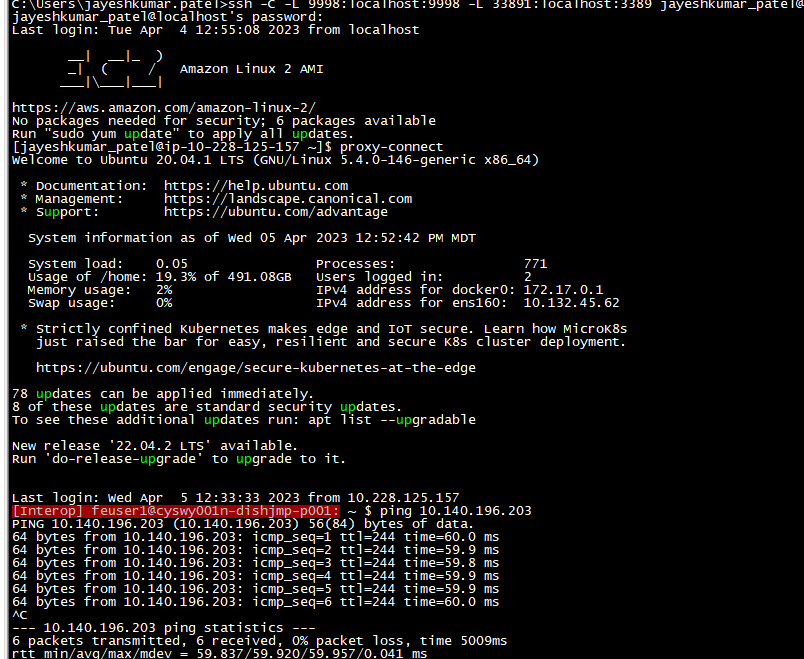 C:\Users\jayeshkumar.patel>ssh -C -L 9998:localhost:9998 -L 33891:localhost:3389 jayeshkumar_patel@
jayeshkumar_patel@localhost's password:
Last login: Tue Apr  4 12:55:08 2023 from localhost
       __|  __|_  )
       _|  (     /   Amazon Linux 2 AMI
      ___|\___|___|
https://aws.amazon.com/amazon-linux-2/
No packages needed for security; 6 packages available
Run "sudo yum update" to apply all updates.
[jayeshkumar_patel@ip-10-228-125-157 ~]$ proxy-connect
Welcome to Ubuntu 20.04.1 LTS (GNU/Linux 5.4.0-146-generic x86_64)
 * Documentation:  https://help.ubuntu.com
 * Management:     https://landscape.canonical.com
 * Support:        https://ubuntu.com/advantage
  System information as of Wed 05 Apr 2023 12:52:42 PM MDT
  System load:    0.05                Processes:                771
  Usage of /home: 19.3% of 491.08GB   Users logged in:          2
  Memory usage:   2%                  IPv4 address for docker0: 172.17.0.1
  Swap usage:     0%                  IPv4 address for ens160:  10.132.45.62
 * Strictly confined Kubernetes makes edge and IoT secure. Learn how MicroK8s
   just raised the bar for easy, resilient and secure K8s cluster deployment.
   https://ubuntu.com/engage/secure-kubernetes-at-the-edge
78 updates can be applied immediately.
8 of these updates are standard security updates.
To see these additional updates run: apt list --upgradable
New release '22.04.2 LTS' available.
Run 'do-release-upgrade' to upgrade to it.
Last login: Wed Apr  5 12:33:33 2023 from 10.228.125.157
[Interop] feuser1@cyswy001n-dishjmp-p001: ~ $ ping 10.140.196.203
PING 10.140.196.203 (10.140.196.203) 56(84) bytes of data.
64 bytes from 10.140.196.203: icmp_seq=1 ttl=244 time=60.0 ms
64 bytes from 10.140.196.203: icmp_seq=2 ttl=244 time=59.9 ms
64 bytes from 10.140.196.203: icmp_seq=3 ttl=244 time=59.8 ms
64 bytes from 10.140.196.203: icmp_seq=4 ttl=244 time=59.9 ms
64 bytes from 10.140.196.203: icmp_seq=5 ttl=244 time=59.9 ms
64 bytes from 10.140.196.203: icmp_seq=6 ttl=244 time=60.0 ms
^C
--- 10.140.196.203 ping statistics ---
6 packets transmitted, 6 received, 0% packet loss, time 5009ms
rtt min/avg/max/mdev = 59.837/59.920/59.957/0.041 ms